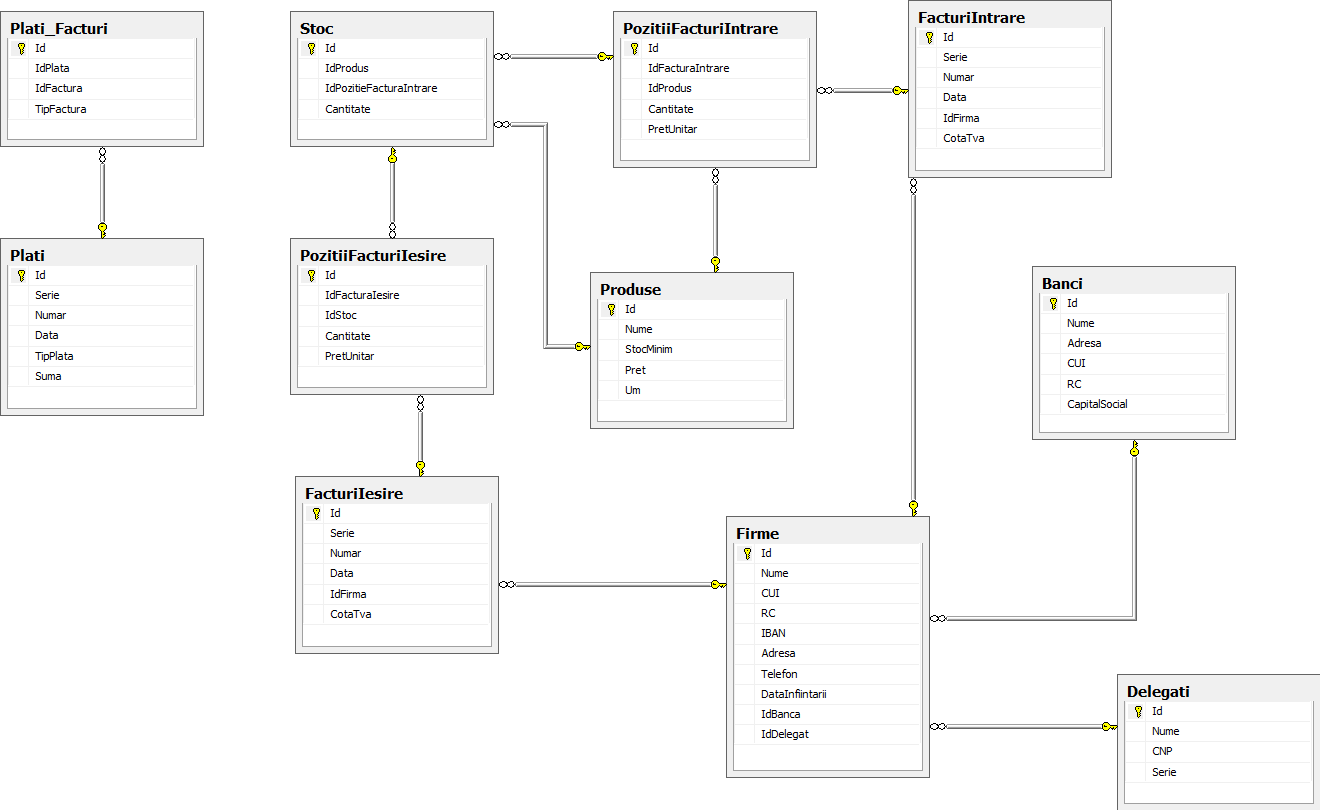 Plati_Facturi
Id
IdPlata
IdFactura
TipFactura
Stoc
Id
IdProdus
IdPozitieFacturaIntrare
Cantitate
PozitiiFacturiIntrare
Id
IdFacturaIntrare
IdProdus
Cantitate
PretUnitar
FacturiIntrare
Id
Serie
Numar
Data
IdFirma
CotaTva
Plati
Id
Serie
Numar
Data
TipPlata
Suma
PozitiiFacturiIesire
Id
IdFacturaIesire
IdStoc
Cantitate
PretUnitar
Produse
Id
Nume
StocMinim
Pret
Um
Banci
Id
Nume
Adresa
CUI
RC
CapitalSocial
FacturiIesire
Id
Serie
Numar
Data
IdFirma
CotaTva
Firme
Id
Nume
CUI
RC
IBAN
Adresa
Telefon
DataInfiintarii
IdBanca
IdDelegat
Delegati
Id
Nume
CNP
Serie